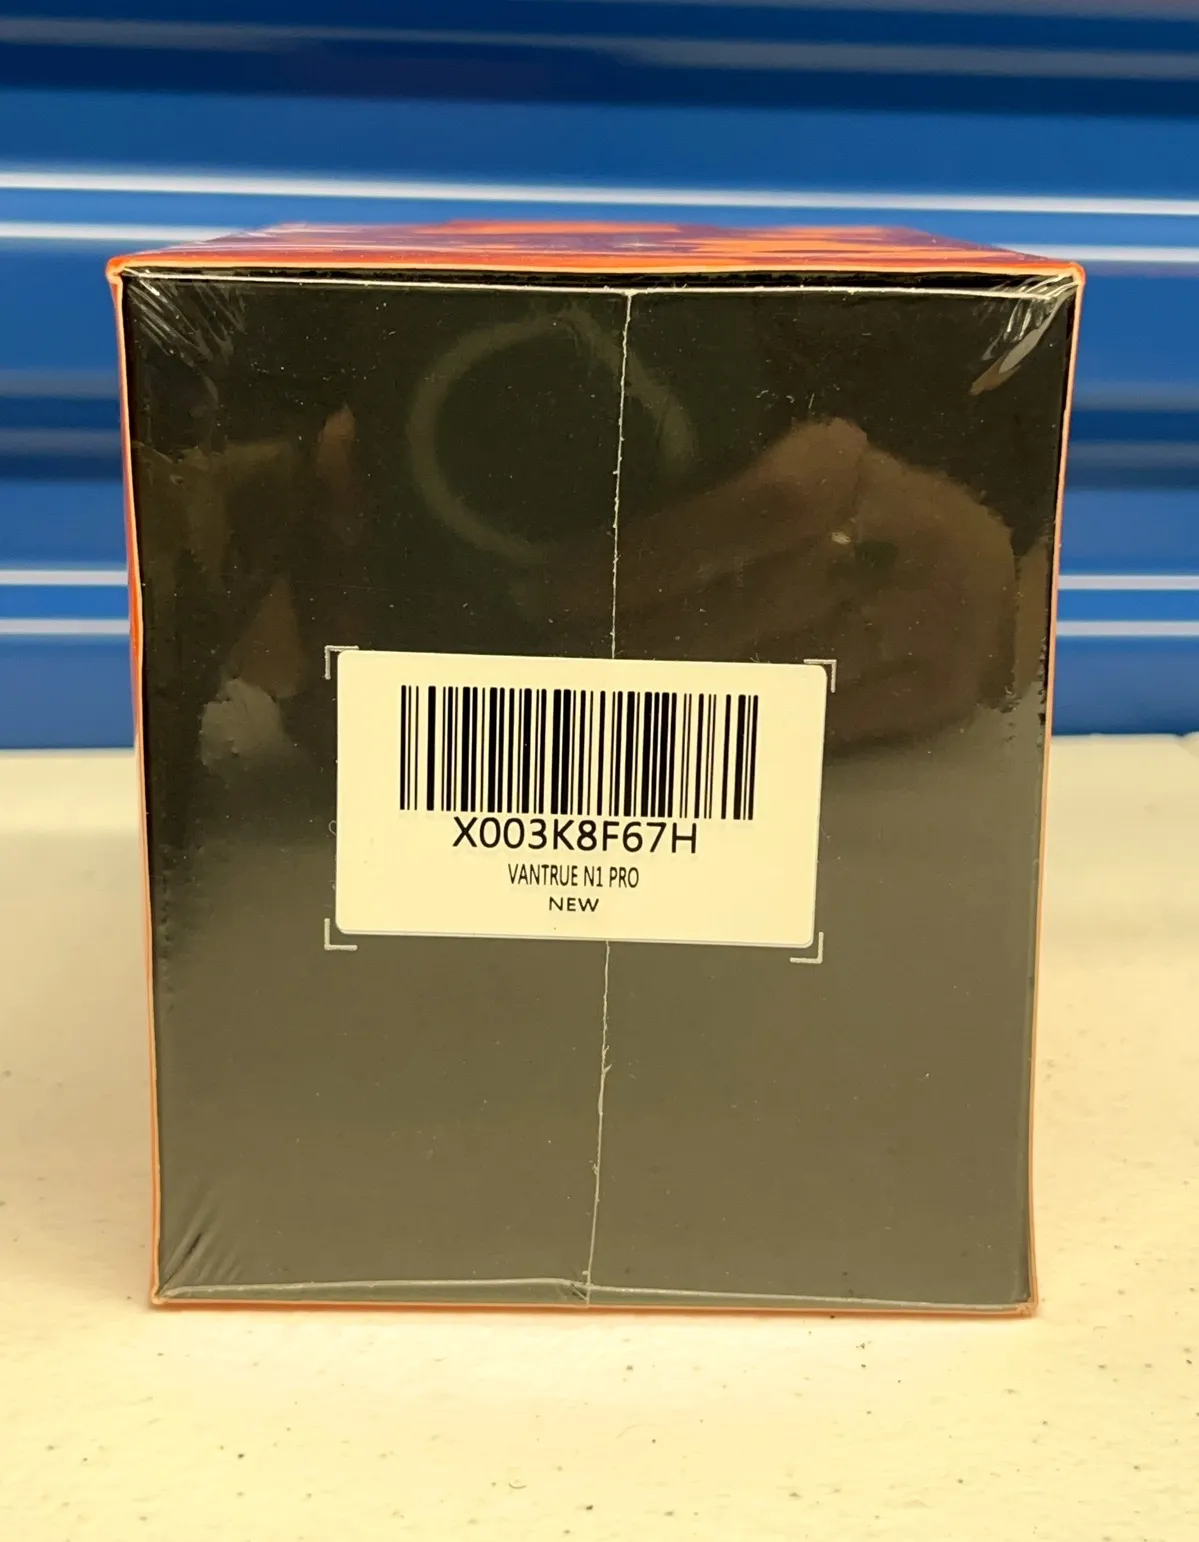 X003K8F67H
VANTRUE N1 PRO
NEW